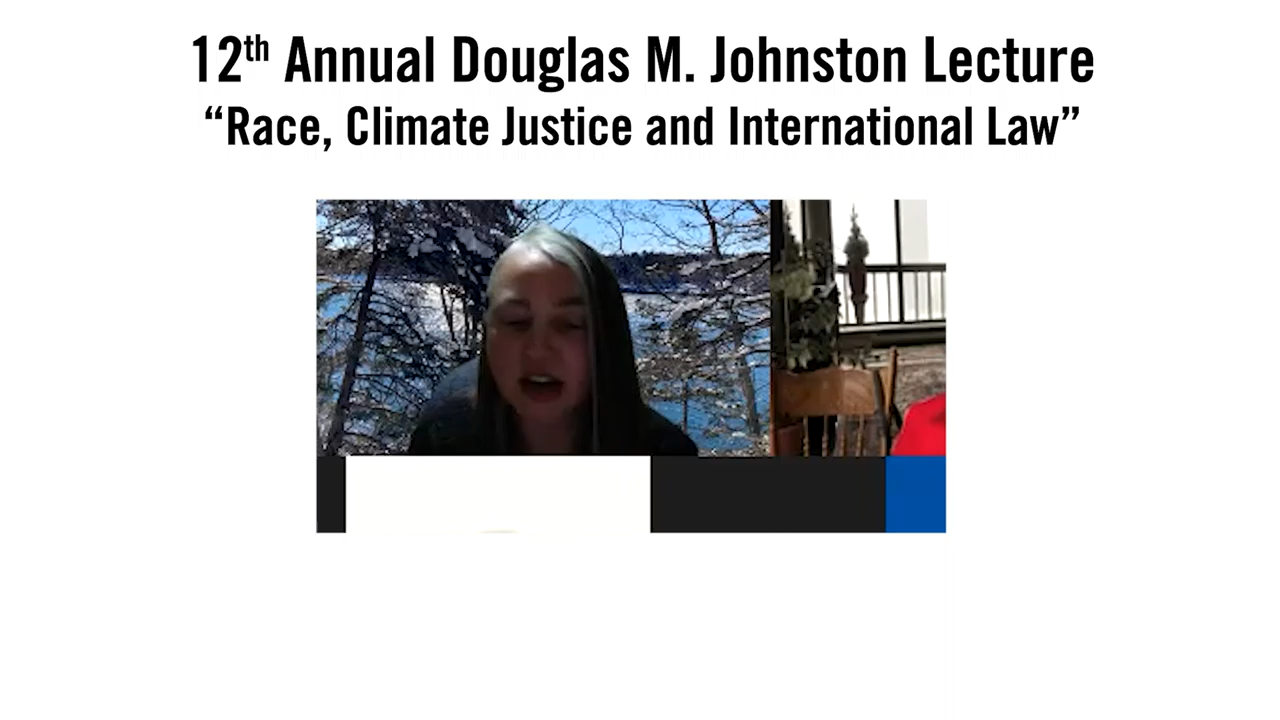 12th Annual Douglas M. Johnston Lecture
“Race, Climate Justice and International Law”